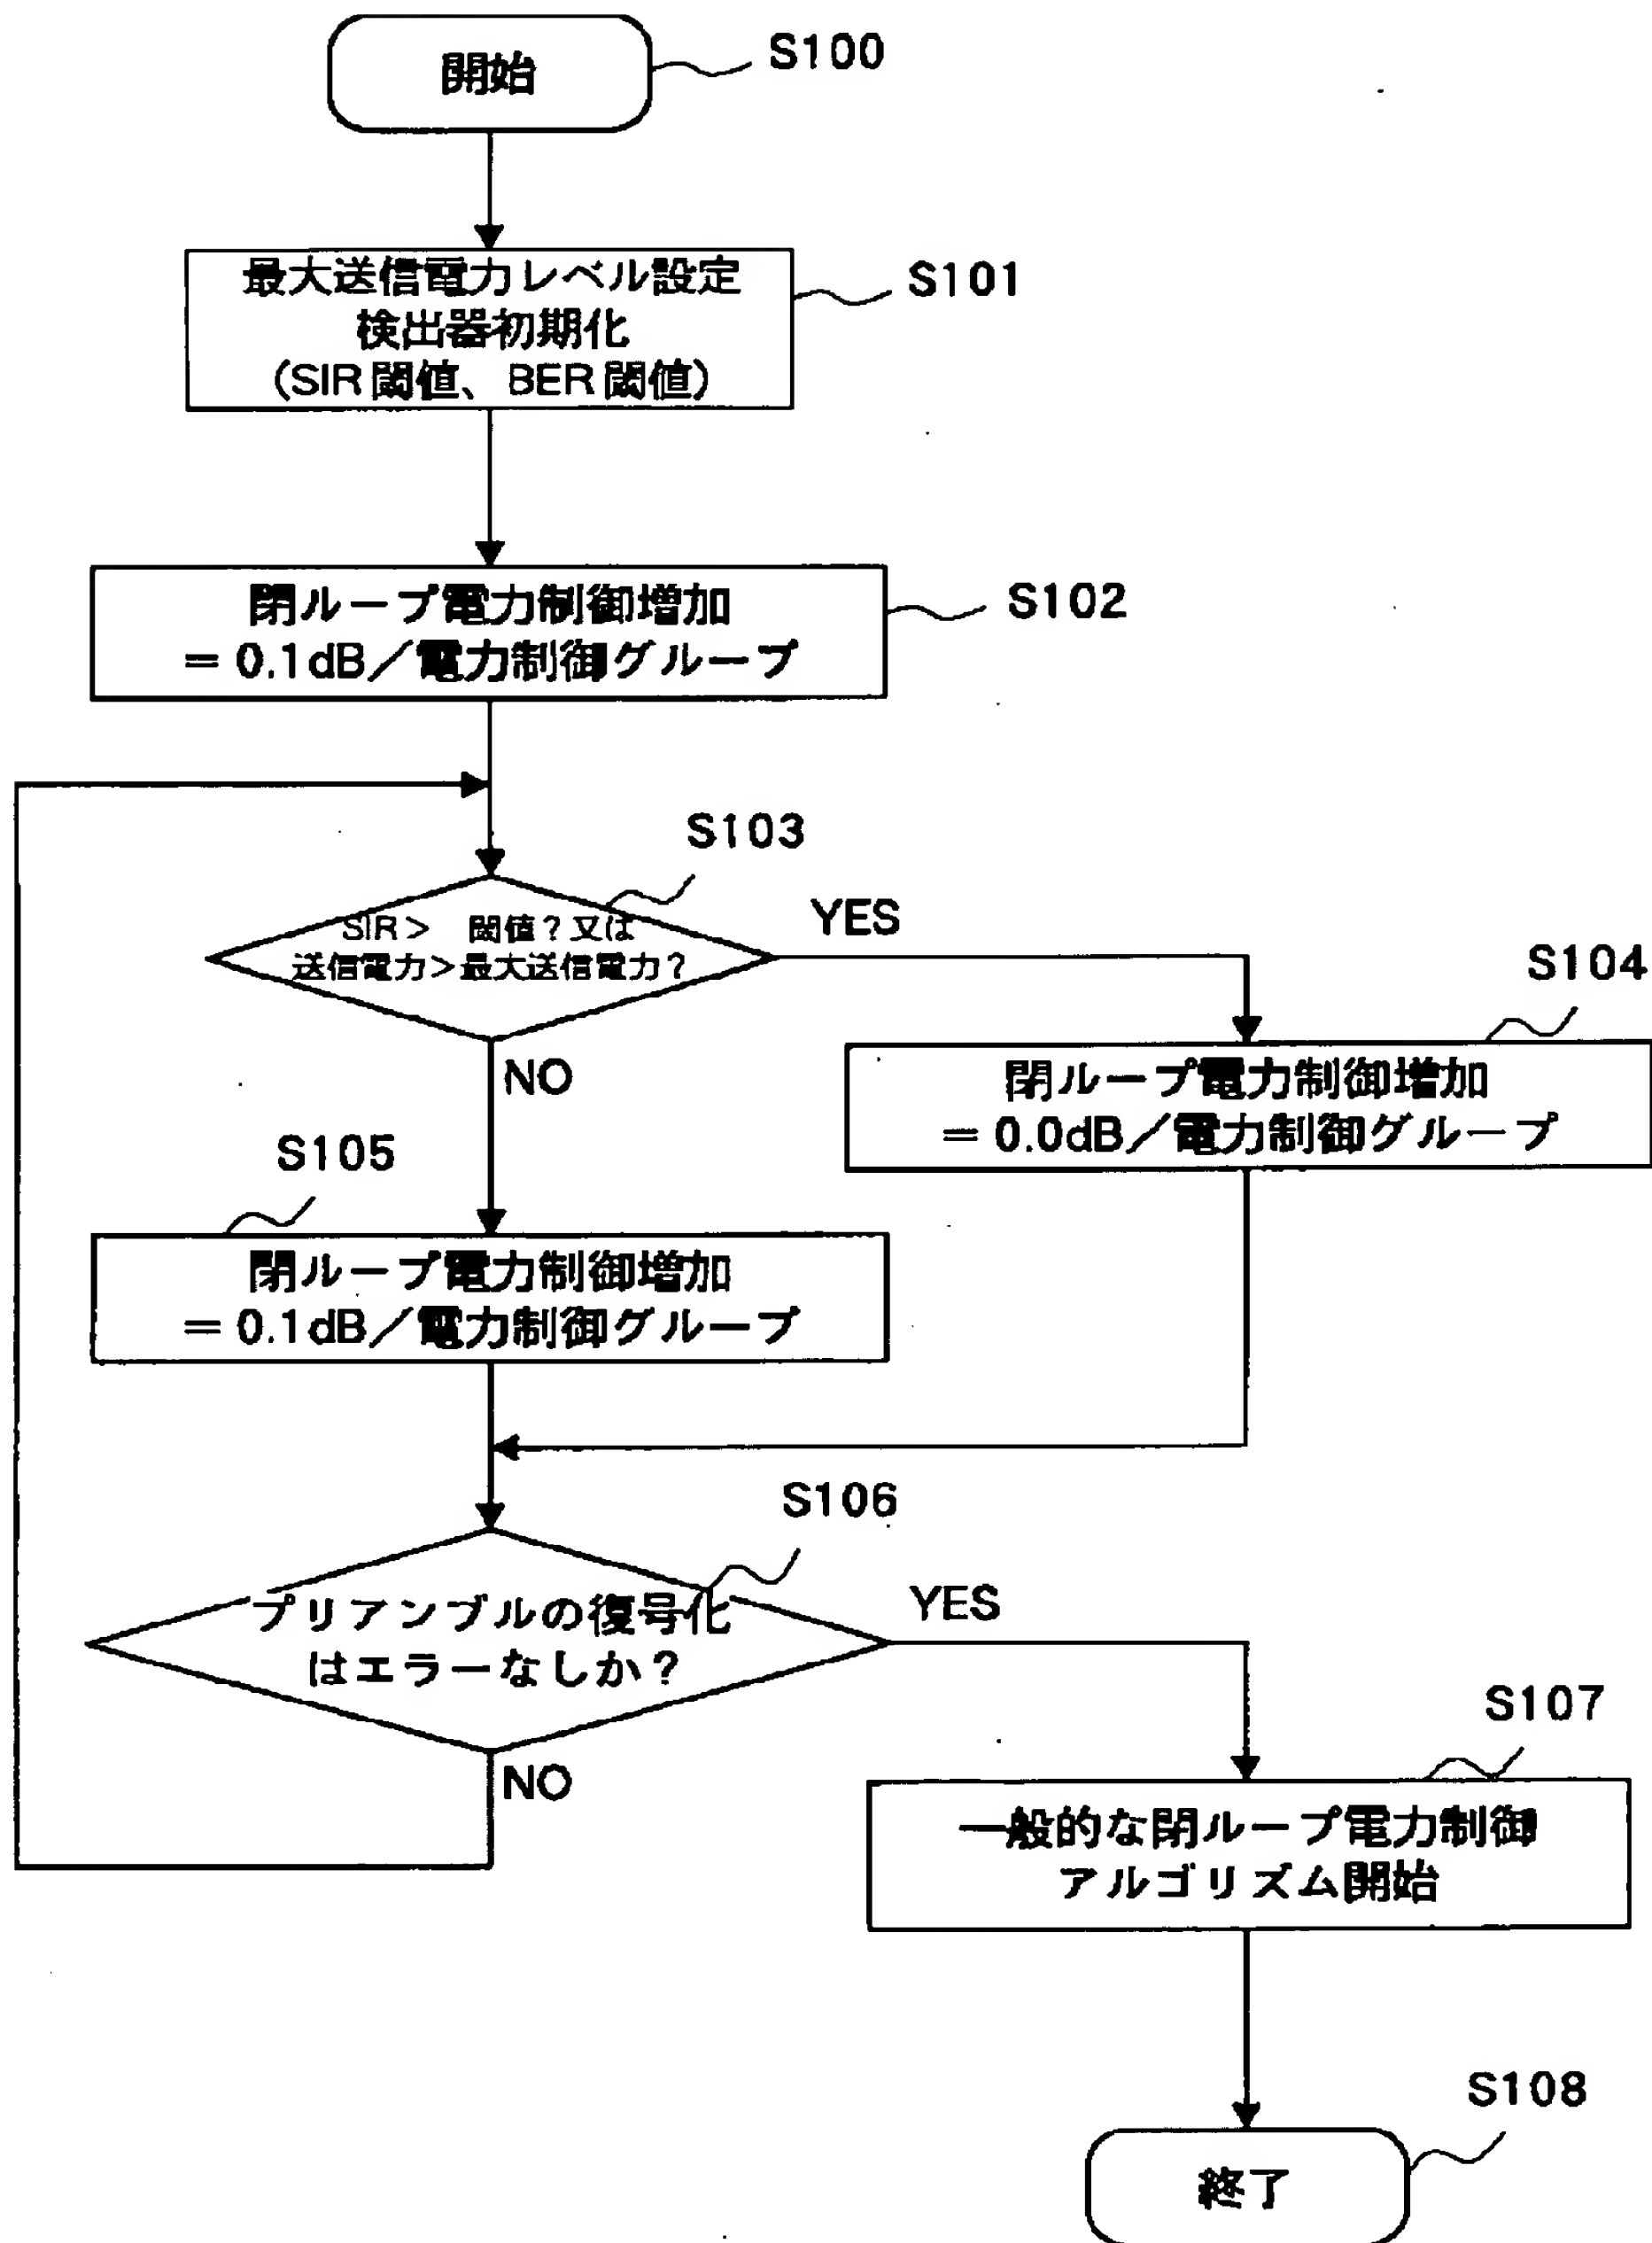 開始
S100
最大送信電力レベル設定
検出器初期化
(SIR閾値、BER閾値)
S101
閉ループ電力制御増加
=0.1dB/電力制御グループ
S102
S103
SIR> 閾値?又は
送信電力>最大送信電力?
YES
NO
S104
閉ループ電力制御増加
=0.0dB/電力制御グループ
S105
閉ループ電力制御増加
=0.1dB/電力制御グループ
S106
プリアンブルの復号化
はエラーなしか?
YES
NO
S107
一般的な閉ループ電力制御
アルゴリズム開始
S108
終了